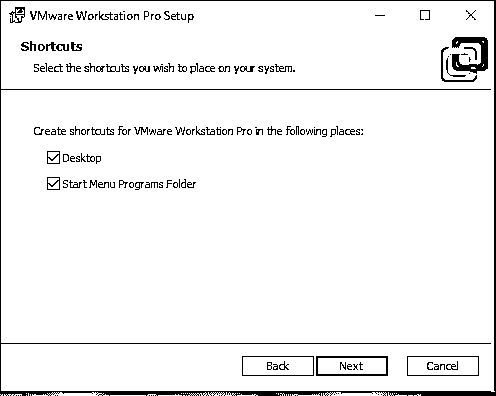 VMware Workstation Pro Setup
Shortcuts
Select the shortcuts you wish to place on your system.
Create shortcuts for VMware Workstation Pro in the following places:
Desktop
Start Menu Programs Folder
Back Next Cancel